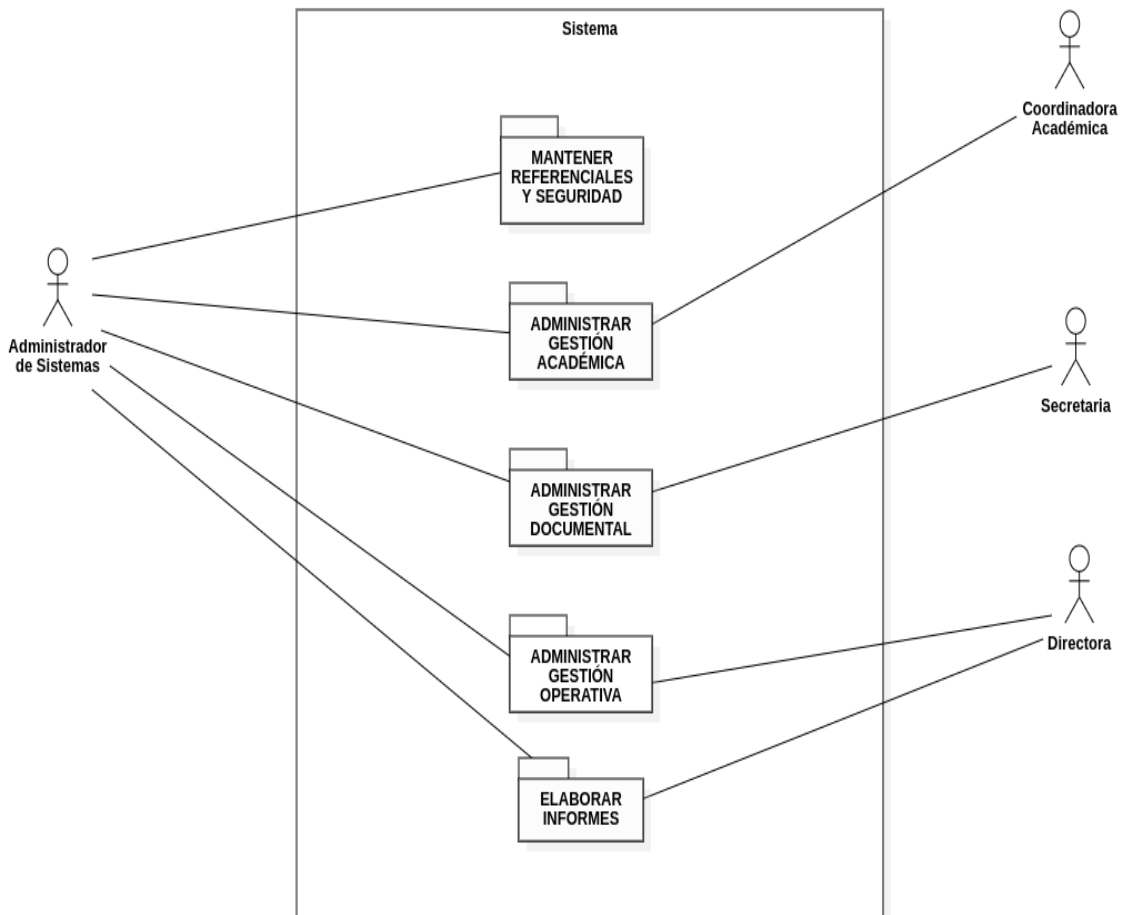 Sistema
Coordinadora
Académica
MANTENER
REFERENCIALES
Y SEGURIDAD
Administrador
de Sistemas
ADMINISTRAR
GESTIÓN
ACADÉMICA
Secretaria
ADMINISTRAR
GESTIÓN
DOCUMENTAL
Directora
ADMINISTRAR
GESTIÓN
OPERATIVA
ELABORAR
INFORMES